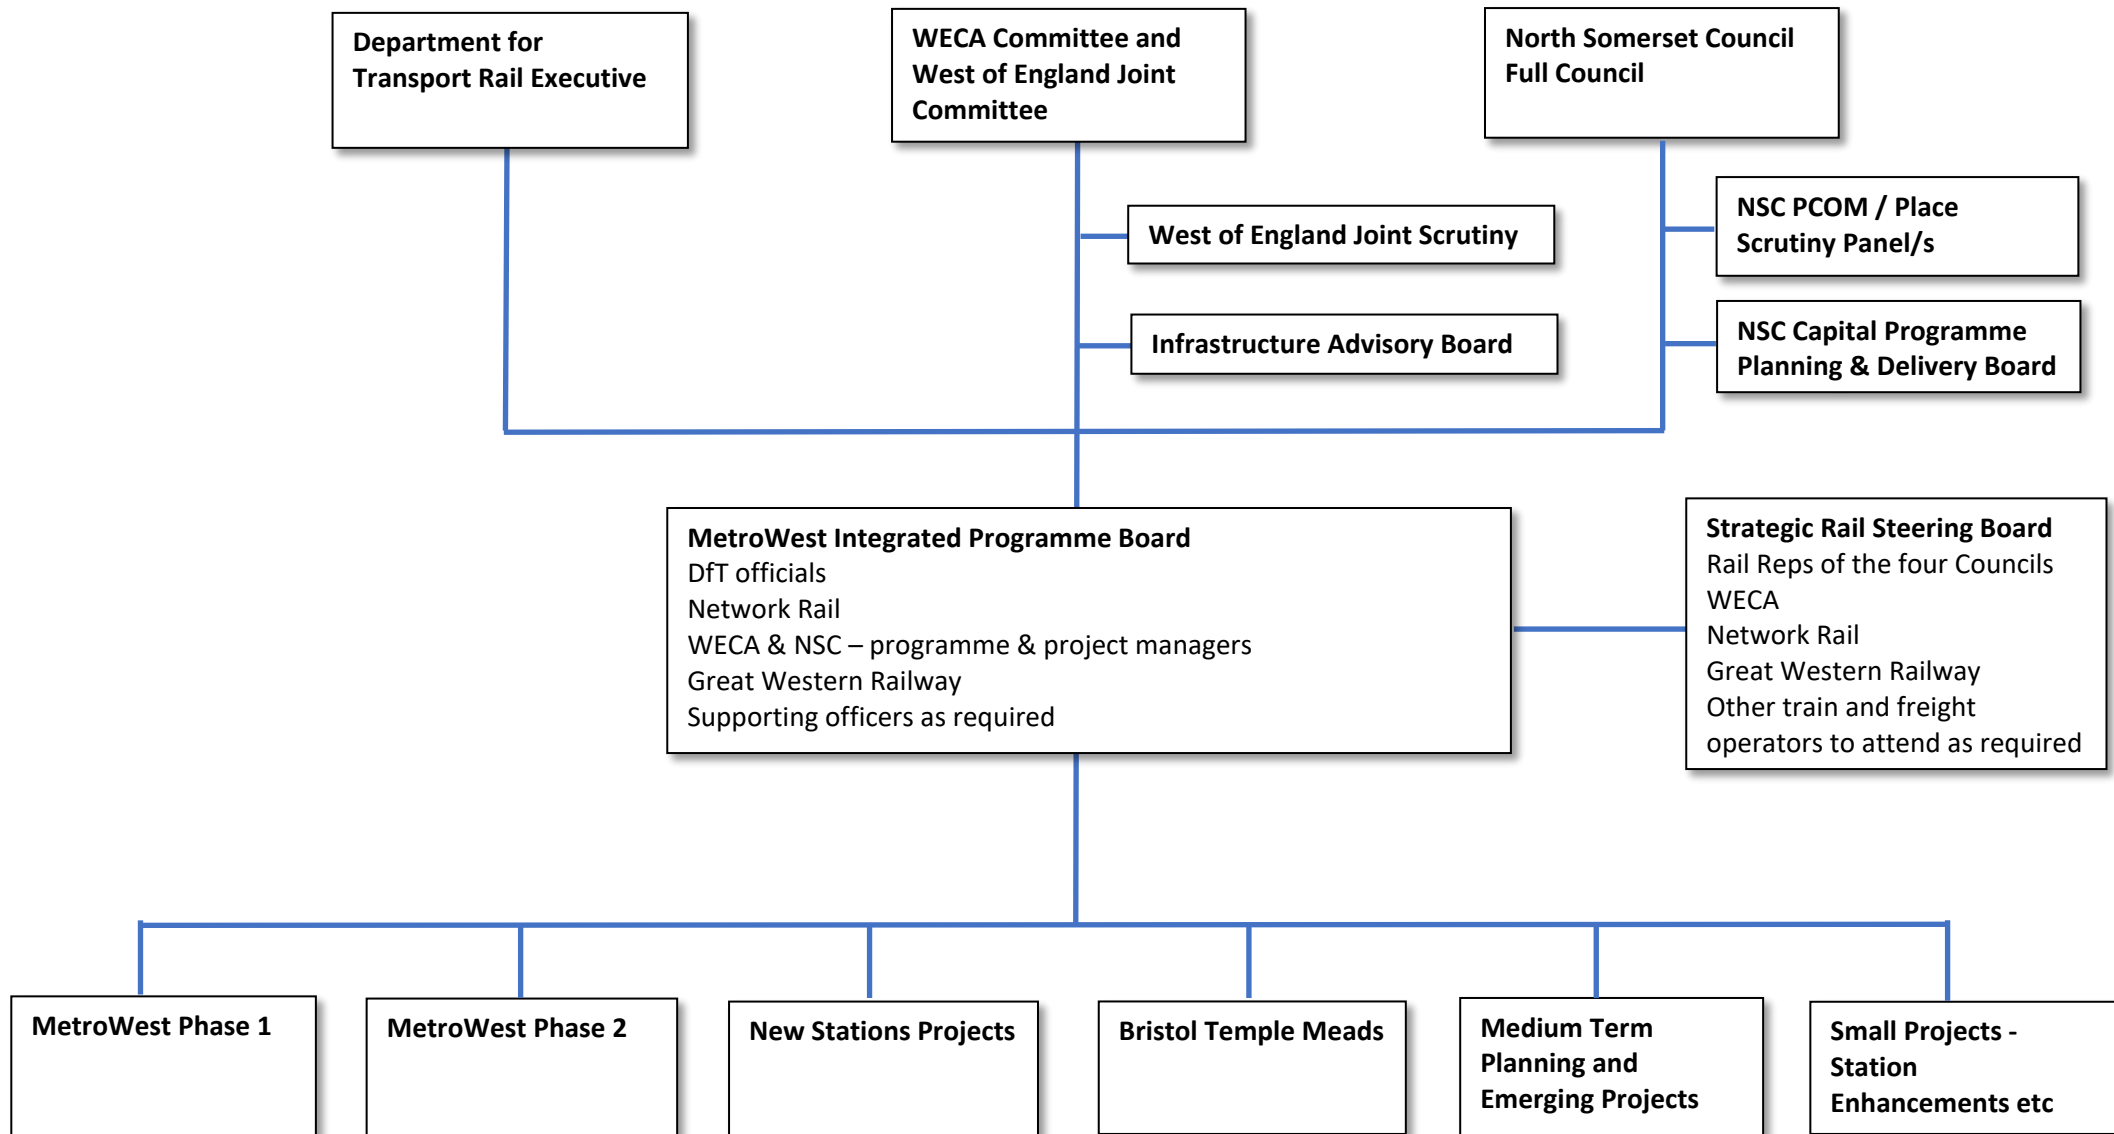 Department for
Transport Rail Executive
WECA Committee and
West of England Joint
Committee
North Somerset Council
Full Council
West of England Joint Scrutiny
NSC PCOM / Place
Scrutiny Panel/s
Infrastructure Advisory Board
NSC Capital Programme
Planning & Delivery Board
MetroWest Integrated Programme Board
DfT officials
Network Rail
WECA & NSC – programme & project managers
Great Western Railway
Supporting officers as required
Strategic Rail Steering Board
Rail Reps of the four Councils
WECA
Network Rail
Great Western Railway
Other train and freight
operators to attend as required
MetroWest Phase 1
MetroWest Phase 2
New Stations Projects
Bristol Temple Meads
Medium Term
Planning and
Emerging Projects
Small Projects -
Station
Enhancements etc